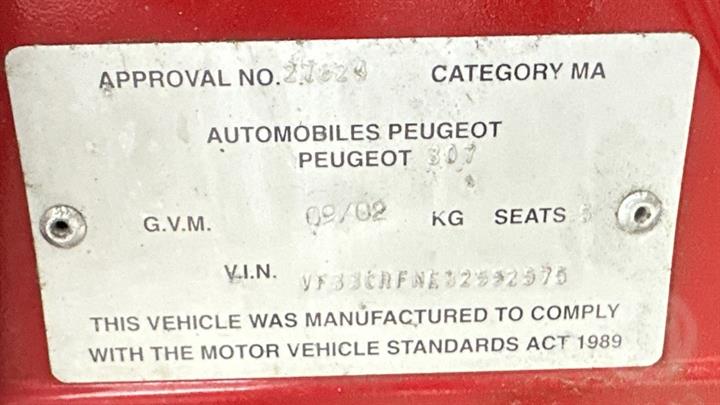 APPROVAL NO. CATEGORY MA
AUTOMOBILES PEUGEOT
PEUGEOT 307
G.V.M. 09/02 KG SEATS 5
V.I.N.
THIS VEHICLE WAS MANUFACTURED TO COMPLY
WITH THE MOTOR VEHICLE STANDARDS ACT 1989